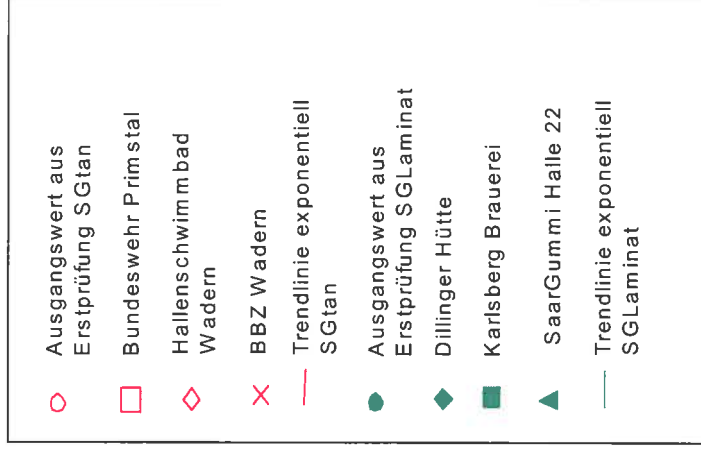 Ausgangswert aus
Erstprüfung SGtan
Bundeswehr Primstal
Hallenschwimmbad
Wadern
BBZ Wadern
Trendlinie exponentiell
SGtan
Ausgangswert aus
Erstprüfung SGLaminat
Dillinger Hütte
Karlsberg Brauerei
SaarGummi Halle 22
Trendlinie exponentiell
SGLaminat